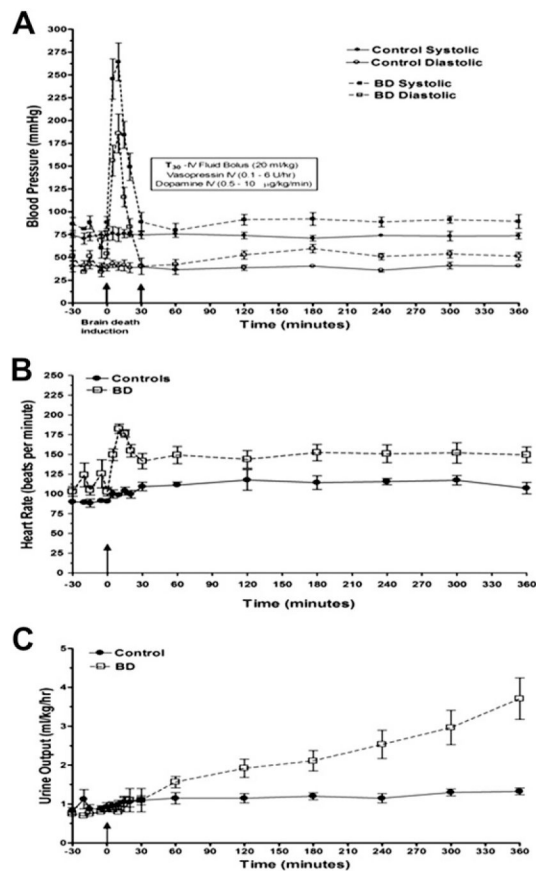 A
Control Systolic
Control Diastolic
BD Systolic
BD Diastolic
T30 -IV Fluid Bolus (20 ml/kg)
Vasopressin IV (0.1 - 6 U/hr)
Dopamine IV (0.5 - 10 µg/kg/min)
Blood Pressure (mmHg)
300
275
250
225
200
175
150
125
100
75
50
25
0
-30 0 30 60 90 120 150 180 210 240 270 300 330 360
Brain death
induction
Time (minutes)
B
Controls
BD
Heart Rate (beats per minute)
250
225
200
175
150
125
100
75
50
25
0
-30 0 30 60 90 120 150 180 210 240 270 300 330 360
Time (minutes)
C
Control
BD
Urine Output (ml/kg/hr)
5
4
3
2
1
0
-30 0 30 60 90 120 150 180 210 240 270 300 330 360
Time (minutes)